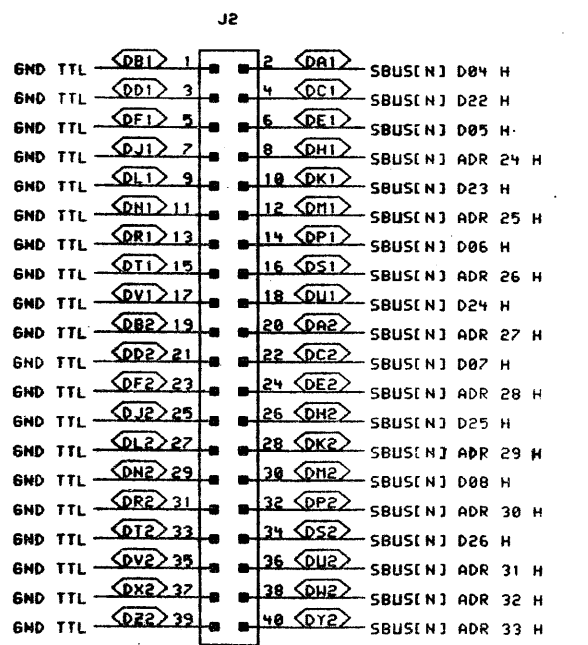 J2
GND TTL DB1 1 2 DA1 SBUS[N] D04 H
GND TTL DD1 3 4 DC1 SBUS[N] D22 H
GND TTL DF1 5 6 DE1 SBUS[N] D05 H
GND TTL DJ1 7 8 DH1 SBUS[N] ADR 24 H
GND TTL DL1 9 10 DK1 SBUS[N] D23 H
GND TTL DN1 11 12 DM1 SBUS[N] ADR 25 H
GND TTL DR1 13 14 DP1 SBUS[N] D06 H
GND TTL DT1 15 16 DS1 SBUS[N] ADR 26 H
GND TTL DV1 17 18 DU1 SBUS[N] D24 H
GND TTL DB2 19 20 DA2 SBUS[N] ADR 27 H
GND TTL DD2 21 22 DC2 SBUS[N] D07 H
GND TTL DF2 23 24 DE2 SBUS[N] ADR 28 H
GND TTL DJ2 25 26 DH2 SBUS[N] D25 H
GND TTL DL2 27 28 DK2 SBUS[N] ADR 29 H
GND TTL DN2 29 30 DM2 SBUS[N] D08 H
GND TTL DR2 31 32 DP2 SBUS[N] ADR 30 H
GND TTL DT2 33 34 DS2 SBUS[N] D26 H
GND TTL DV2 35 36 DU2 SBUS[N] ADR 31 H
GND TTL DX2 37 38 DW2 SBUS[N] ADR 32 H
GND TTL DZ2 39 40 DY2 SBUS[N] ADR 33 H